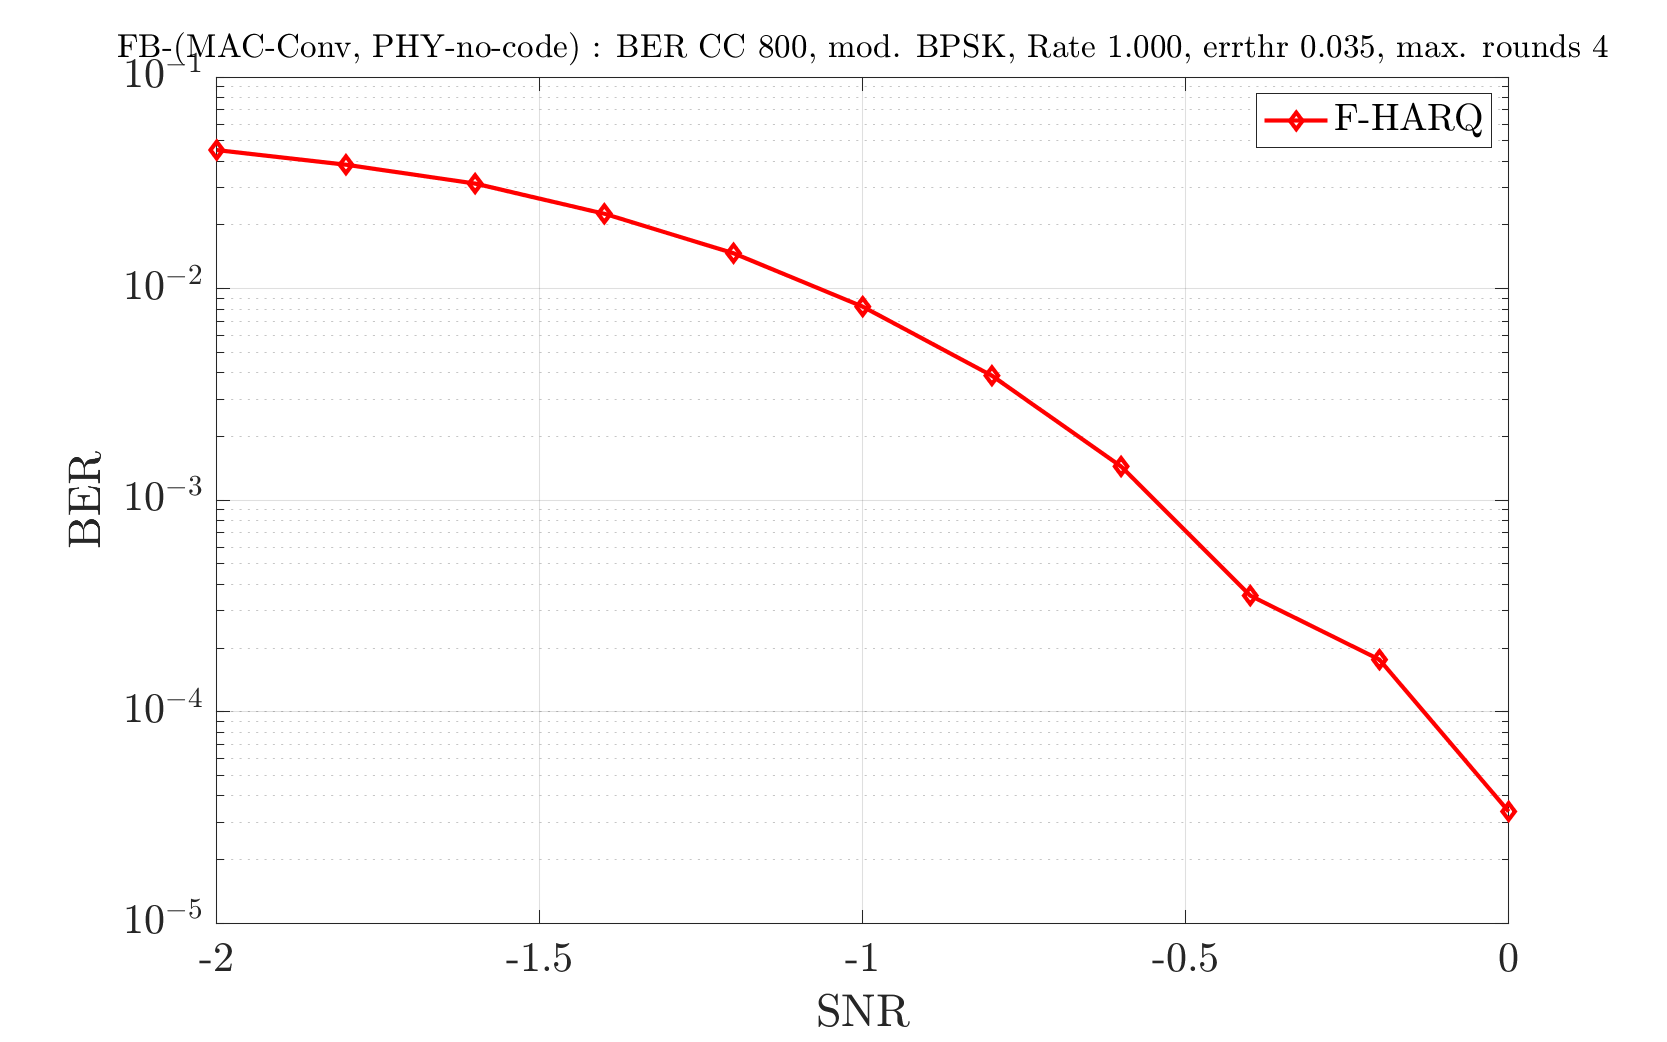 FB-(MAC-Conv, PHY-no-code) : BER CC 800, mod. BPSK, Rate 1.000, errthr 0.035, max. rounds 4
10⁻¹
F-HARQ
10⁻²
BER
10⁻³
10⁻⁴
10⁻⁵
-2 -1.5 -1 -0.5 0
SNR